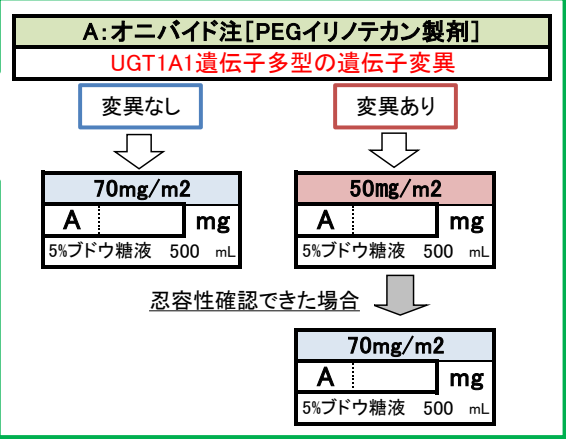 A:オニバイド注[PEGイリノテカン製剤]
UGT1A1遺伝子多型の遺伝子変異
変異なし
変異あり
70mg/m2
A mg
5%ブドウ糖液 500 mL
50mg/m2
A mg
5%ブドウ糖液 500 mL
忍容性確認できた場合
70mg/m2
A mg
5%ブドウ糖液 500 mL